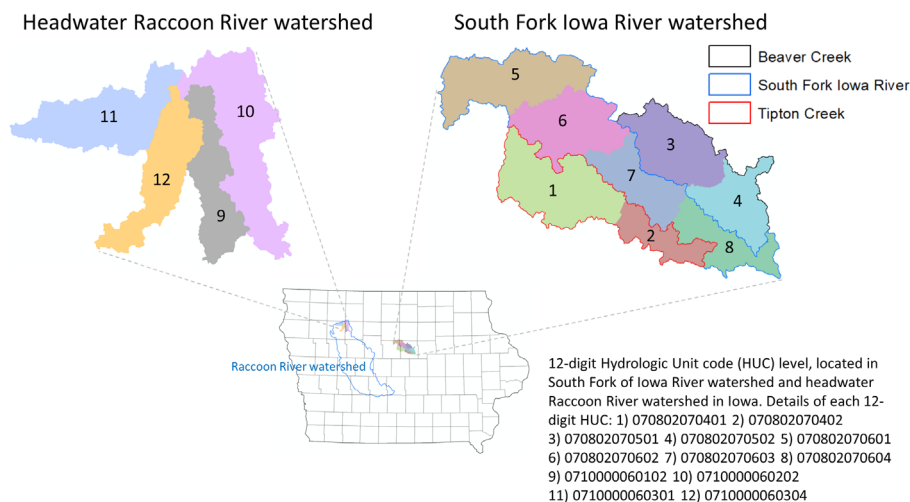 Headwater Raccoon River watershed
South Fork Iowa River watershed
Beaver Creek
South Fork Iowa River
Tipton Creek
11
10
12
9
5
6
3
7
1
4
2
8
Raccoon River watershed
12-digit Hydrologic Unit code (HUC) level, located in
South Fork of Iowa River watershed and headwater
Raccoon River watershed in Iowa. Details of each 12-
digit HUC: 1) 070802070401 2) 070802070402
3) 070802070501 4) 070802070502 5) 070802070601
6) 070802070602 7) 070802070603 8) 070802070604
9) 0710000060102 10) 0710000060202
11) 0710000060301 12) 0710000060304